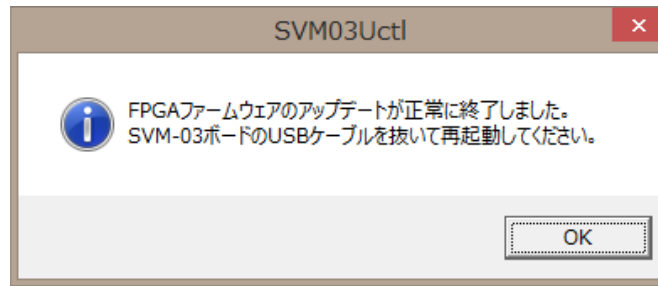 SVM03Uctl
FPGAファームウェアのアップデートが正常に終了しました。
SVM-03ボードのUSBケーブルを抜いて再起動してください。
OK